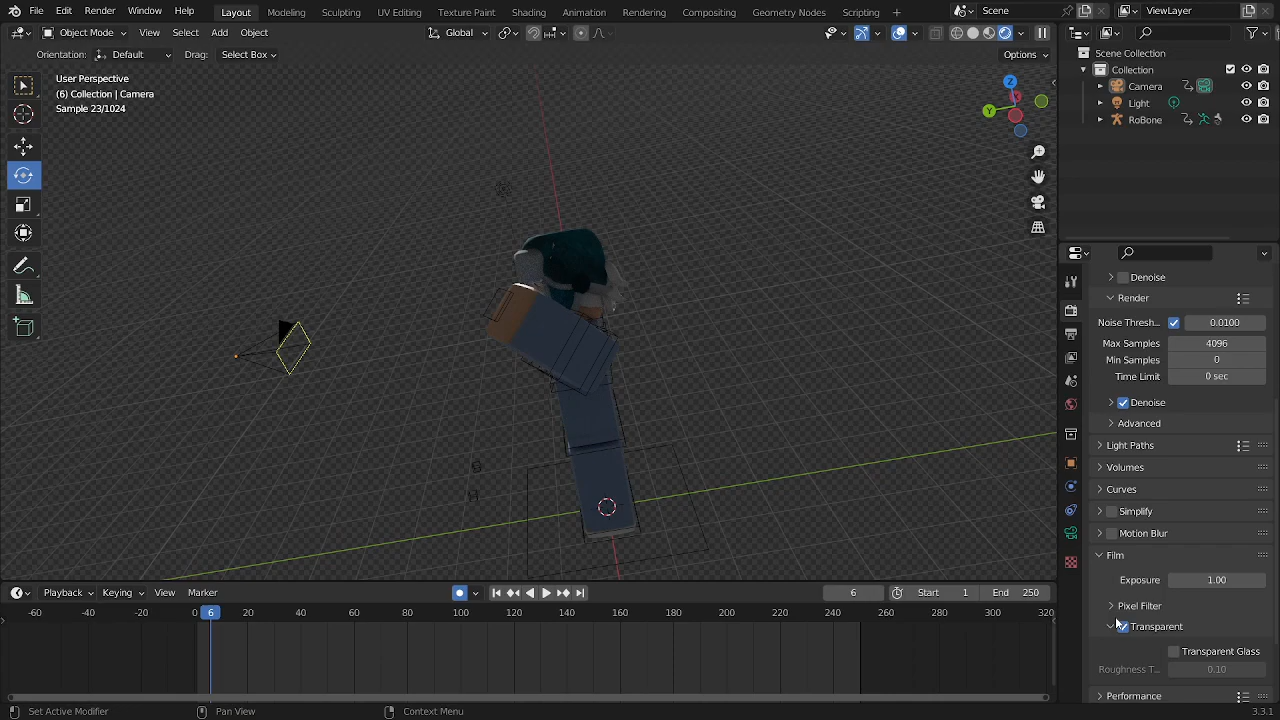 File Edit Render Window Help Layout Modeling Sculpting UV Editing Texture Paint Shading Animation Rendering Compositing Geometry Nodes Scripting + Scene ViewLayer
Object Mode View Select Add Object Global Options
Orientation: Default Drag: Select Box
User Perspective
(6) Collection | Camera
Sample 23/1024
Z
Y
Scene Collection
Collection
Camera
Light
RoBone
Denoise
Render
Noise Thresh... 0.0100
Max Samples 4096
Min Samples 0
Time Limit 0 sec
Denoise
Advanced
Light Paths
Volumes
Curves
Simplify
Motion Blur
Film
Exposure 1.00
Pixel Filter
Transparent
Transparent Glass
Roughness T... 0.10
Performance
Playback Keying View Marker 6 Start 1 End 250
-60 -40 -20 0 6 20 40 60 80 100 120 140 160 180 200 220 240 260 280 300 320
Set Active Modifier Pan View Context Menu 3.3.1